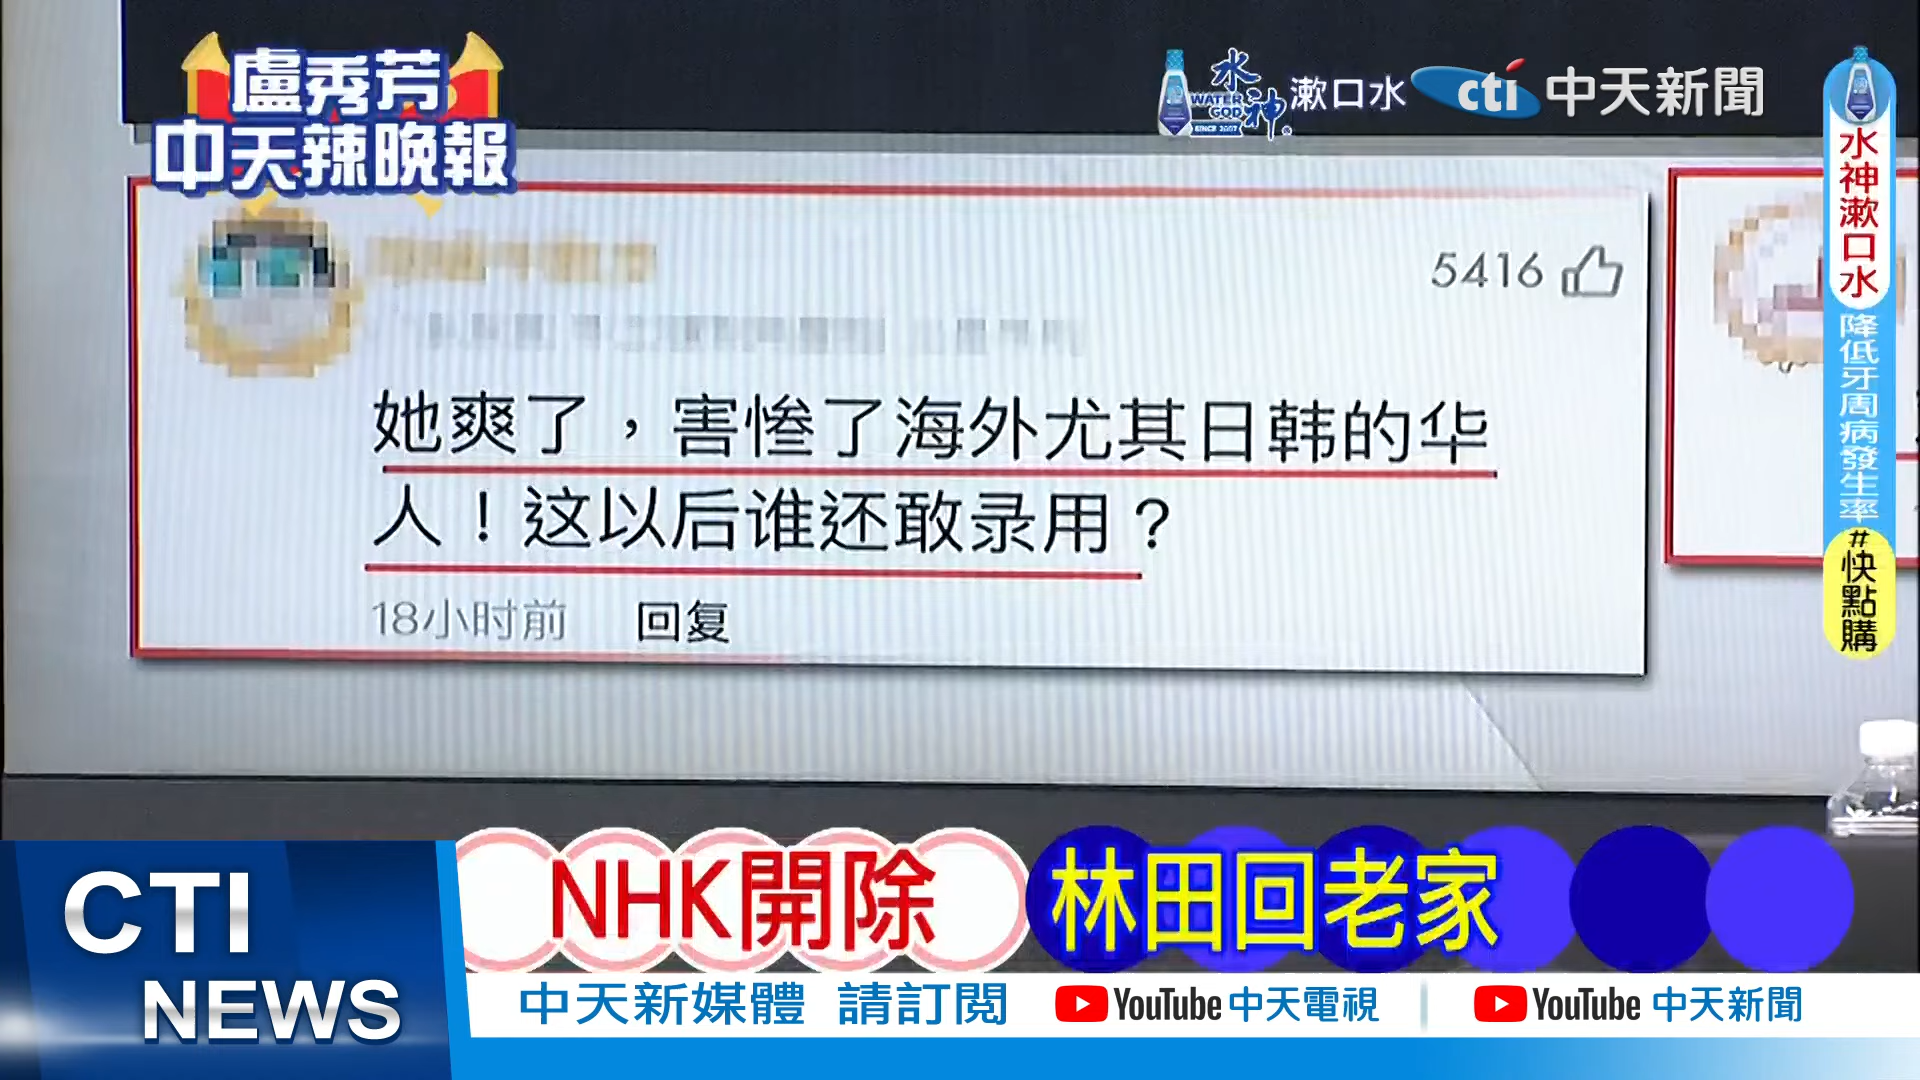 盧秀芳
中天辣晚報
水神
WATER GOD
SINCE 2007
漱口水
cti 中天新聞
5416
她爽了，害惨了海外尤其日韩的华
人！这以后谁还敢录用？
18小时前 回复
水神漱口水
降低牙周病發生率
#快點購
CTI
NEWS
NHK開除 林田回老家
中天新媒體 請訂閱 YouTube 中天電視 YouTube 中天新聞